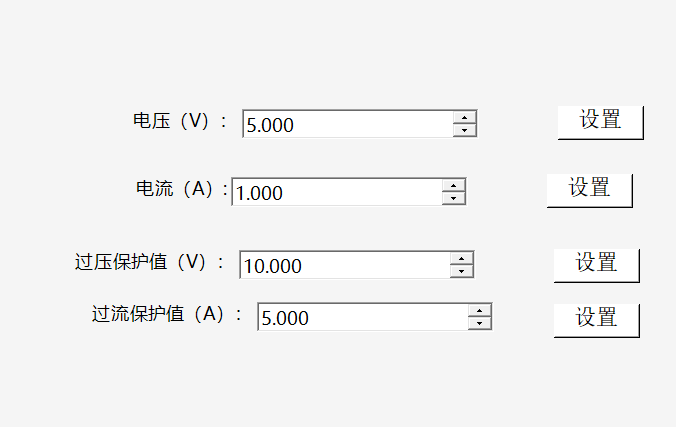 电压（V）： 5.000 设置
电流（A）： 1.000 设置
过压保护值（V）： 10.000 设置
过流保护值（A）： 5.000 设置